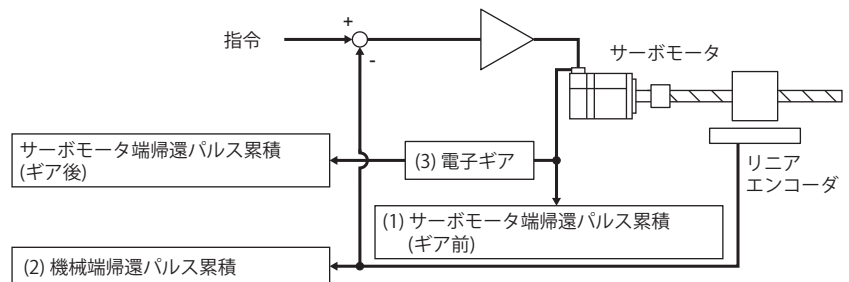 +
指令
-
サーボモータ
サーボモータ端帰還パルス累積
(ギア後)
(3) 電子ギア
リニア
エンコーダ
(1) サーボモータ端帰還パルス累積
(ギア前)
(2) 機械端帰還パルス累積